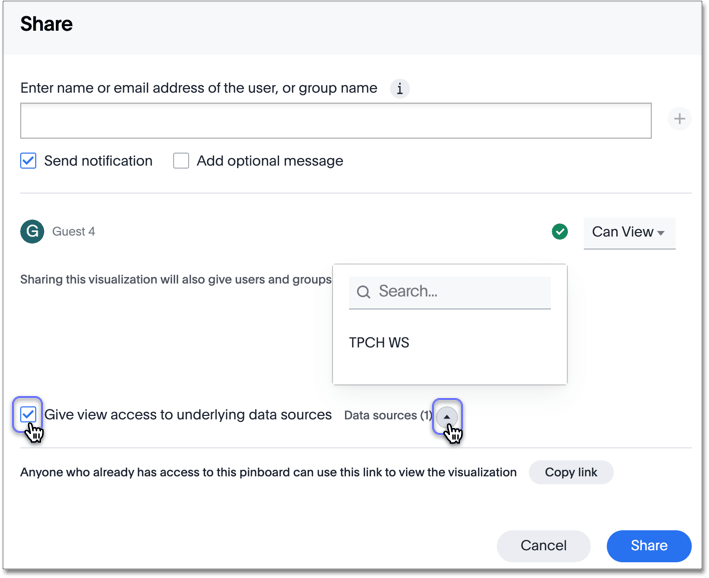 Share
Enter name or email address of the user, or group name i
+
Send notification Add optional message
G Guest 4 Can View
Sharing this visualization will also give users and groups
Search...
TPCH WS
Give view access to underlying data sources Data sources (1)
Anyone who already has access to this pinboard can use this link to view the visualization Copy link
Cancel Share